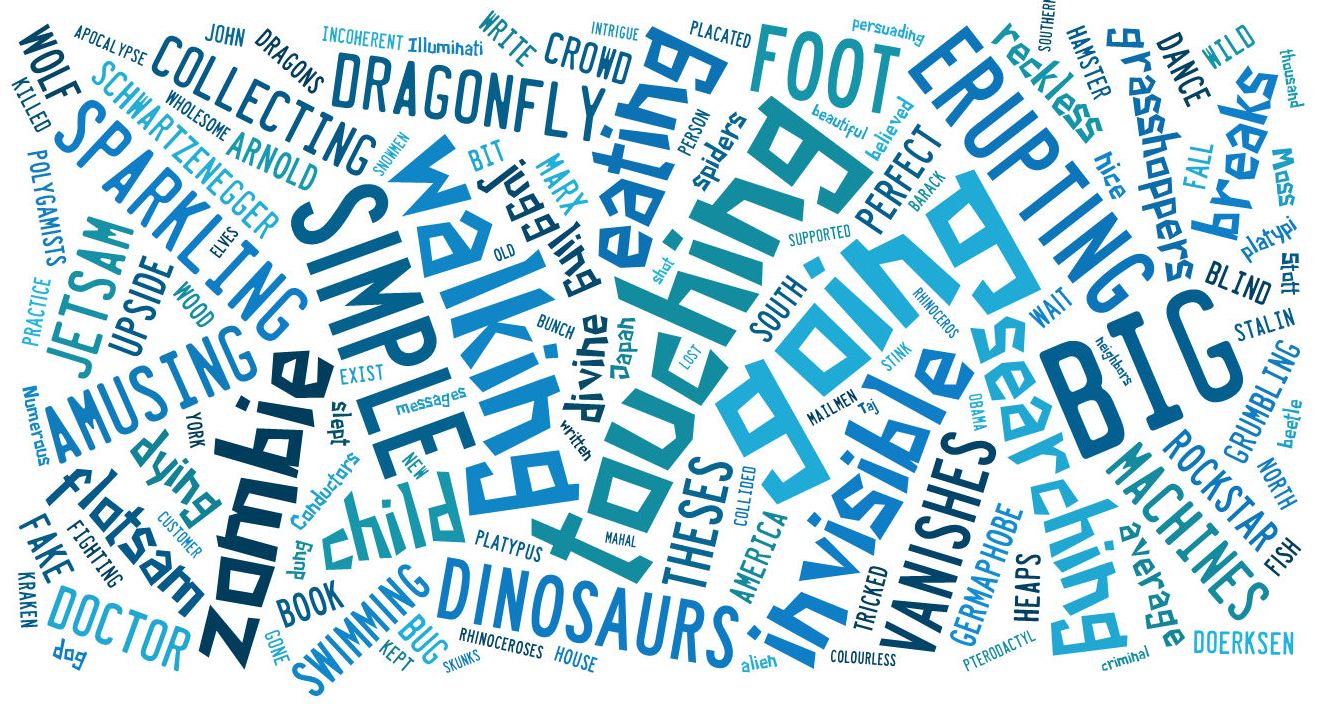 WOLF
APOCALYPSE
JOHN
DRAGONS
INCOHERENT
Illuminati
WRITE
INTRIGUE
CROWD
PLACATED
FOOT
persuading
SOUTHERN
reckless
HAMSTER
grasshoppers
DANCE
WILD
thousand
KILLED
SCHWARTZENEGGER
COLLECTING
WHOLESOME
ARNOLD
SNOWMEN
DRAGONFLY
eating
PERSON
spiders
beautiful
believed
ERUPTING
breaks
SPARKLING
POLYGAMISTS
ELVES
SIMPLE
walking
BIT
juggling
MARX
OLD
touching
shot
SUPPORTED
PERFECT
BARACK
nice
FALL
Moss
platypi
Statt
BLIND
STALIN
JETSAM
UPSIDE
WOOD
PRACTICE
BUNCH
divine
Japan
LOST
SOUTH
going
RHINOCEROS
WAIT
STINK
searching
BIG
neighbors
GRUMBLING
beetle
AMUSING
Numerous
YORK
zombie
EXIST
messages
slept
written
MAILMEN
Taj
invisible
OBAMA
dying
flotsam
CUSTOMER
Conductors
NEW
child
dung
PLATYPUS
MAHAL
THESES
COLLIDED
AMERICA
VANISHES
MACHINES
ROCKSTAR
NORTH
FISH
FAKE
FIGHTING
KRAKEN
DOCTOR
dog
BOOK
GONE
SWIMMING
KEPT
BUG
SKUNKS
DINOSAURS
RHINOCEROSES
HOUSE
alien
TRICKED
COLOURLESS
GERMAPHOBE
PTERODACTYL
HEAPS
average
criminal
DOERKSEN